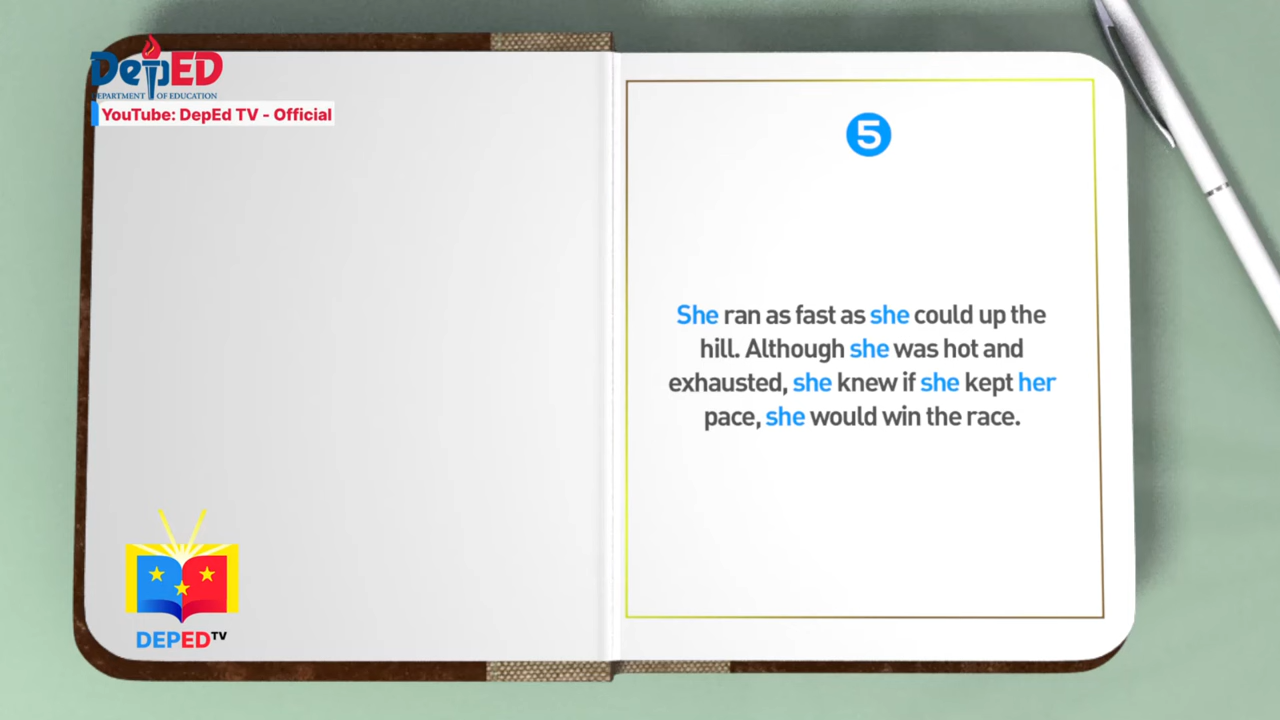 DepED
DEPARTMENT OF EDUCATION
YouTube: DepEd TV - Official
5
She ran as fast as she could up the
hill. Although she was hot and
exhausted, she knew if she kept her
pace, she would win the race.
DEPED TV